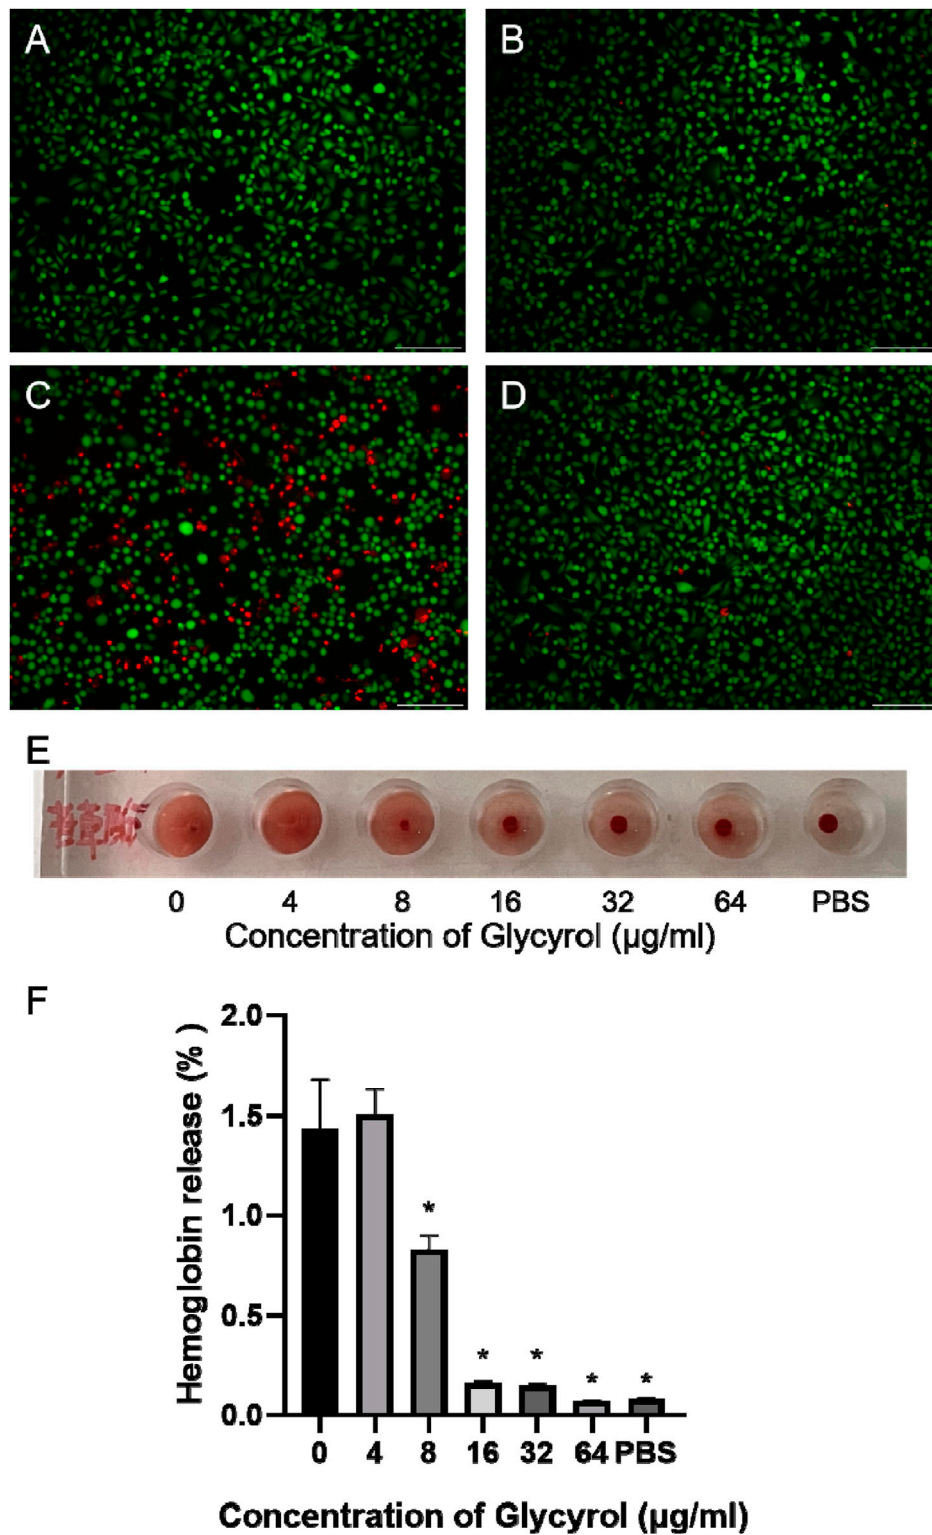 A
B
C
D
E
0 4 8 16 32 64 PBS
Concentration of Glycyrol (µg/ml)
F
Hemoglobin release (% )
2.0
1.5
1.0
0.5
0.0
*
* * * *
0 4 8 16 32 64 PBS
Concentration of Glycyrol (µg/ml)